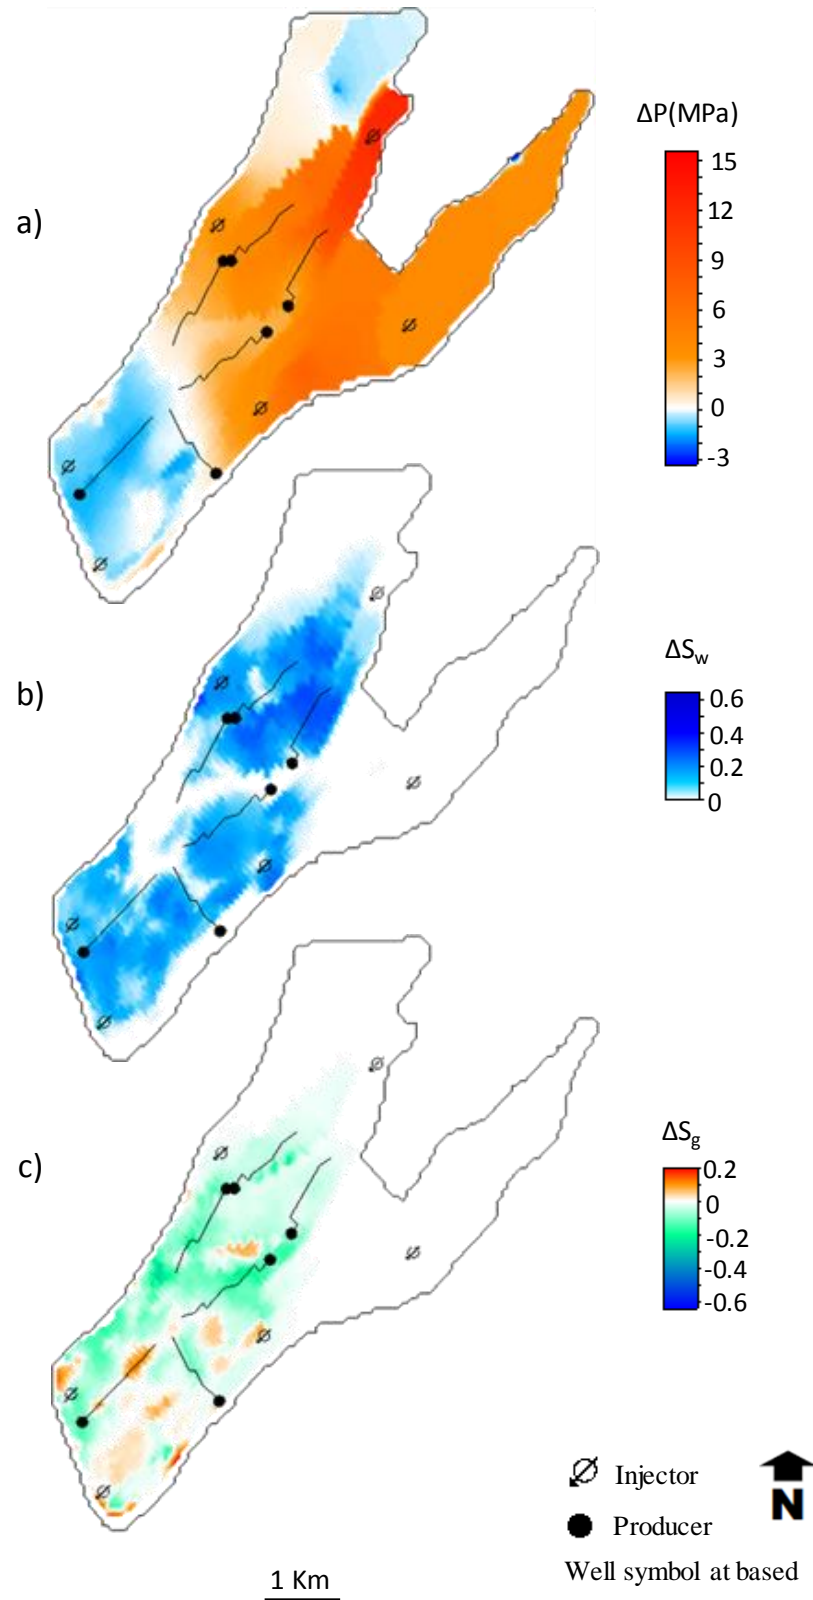 a)
ΔP(MPa)
15
12
9
6
3
0
-3
b)
ΔSw
0.6
0.4
0.2
0
c)
ΔSg
0.2
0
-0.2
-0.4
-0.6
Injector
Producer
N
Well symbol at based
1 Km